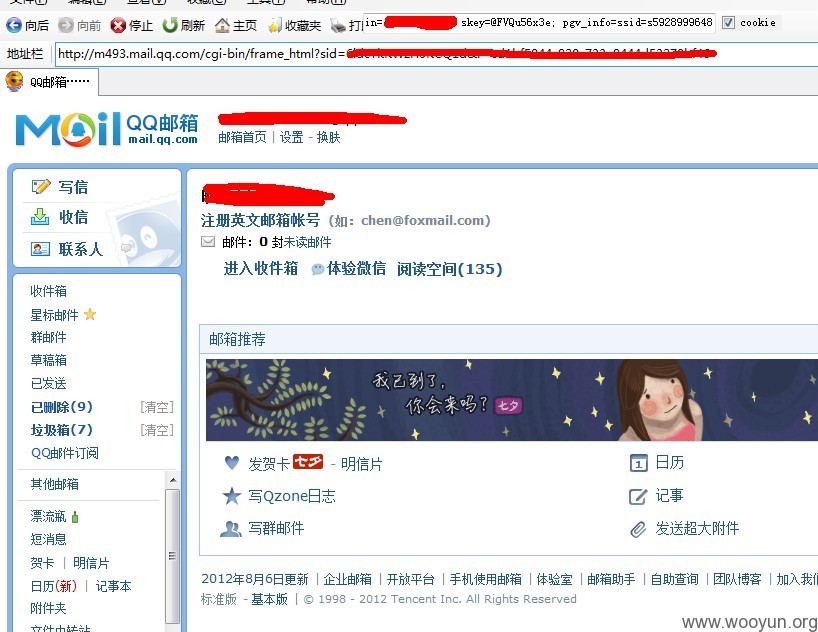 后退 前进 停止 刷新 主页 收藏夹
in= skey=@FVQu56x3e; pgv_info=ssid=s5928999648 cookie
地址栏 http://m493.mail.qq.com/cgi-bin/frame_html?sid=
QQ邮箱……
Mail QQ邮箱
mail.qq.com
邮箱首页 | 设置 - 换肤
写信
收信
联系人
注册英文邮箱帐号 (如: chen@foxmail.com)
邮件: 0 封未读邮件
进入收件箱 体验微信 阅读空间(135)
收件箱
星标邮件
群邮件
草稿箱
已发送
已删除(9) [清空]
垃圾箱(7) [清空]
QQ邮件订阅
其他邮箱
漂流瓶
短消息
贺卡 | 明信片
日历(新) | 记事本
附件夹
文件中转站
邮箱推荐
我已到了,
你会来吗? 七夕
发贺卡 七夕 - 明信片
写Qzone日志
写群邮件
1 日历
记事
发送超大附件
2012年8月6日更新 | 企业邮箱 | 开放平台 | 手机使用邮箱 | 体验室 | 邮箱助手 | 自助查询 | 团队博客 | 加入我们
标准版 - 基本版 | © 1998 - 2012 Tencent Inc. All Rights Reserved
www.wooyun.org